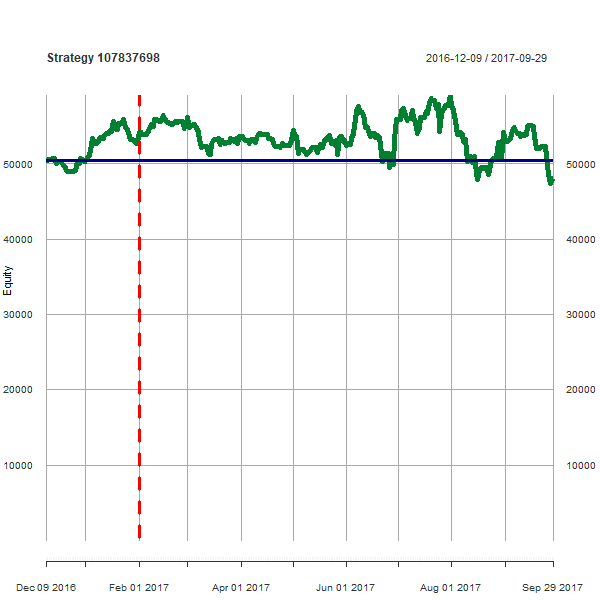 Strategy 107837698
2016-12-09 / 2017-09-29
50000
50000
40000
40000
Equity
30000
30000
20000
20000
10000
10000
Dec 09 2016
Feb 01 2017
Apr 01 2017
Jun 01 2017
Aug 01 2017
Sep 29 2017